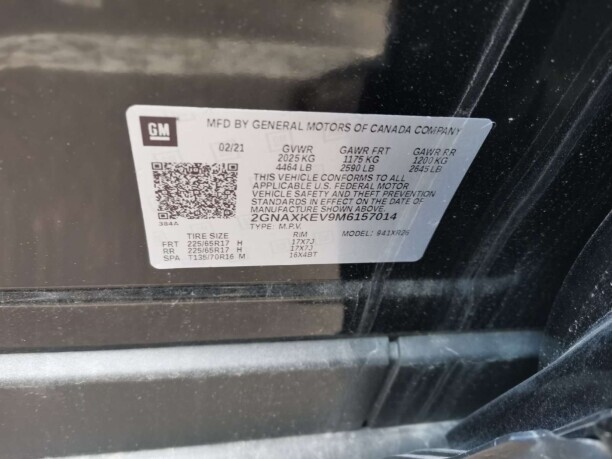 GM
MFD BY GENERAL MOTORS OF CANADA COMPANY
02/21 GVWR GAWR FRT GAWR RR
2025 KG 1175 KG 1200 KG
4464 LB 2590 LB 2645 LB
THIS VEHICLE CONFORMS TO ALL
APPLICABLE U.S. FEDERAL MOTOR
VEHICLE SAFETY AND THEFT PREVENTION
STANDARDS IN EFFECT ON THE DATE OF
MANUFACTURE SHOWN ABOVE.
394A 2GNAXKEV9M6157014
TYPE: M.P.V. MODEL: 841XR26
TIRE SIZE RIM
FRT 225/65R17 H 17X7J
RR 225/65R17 H 17X7J
SPA T135/70R16 M 16X4BT